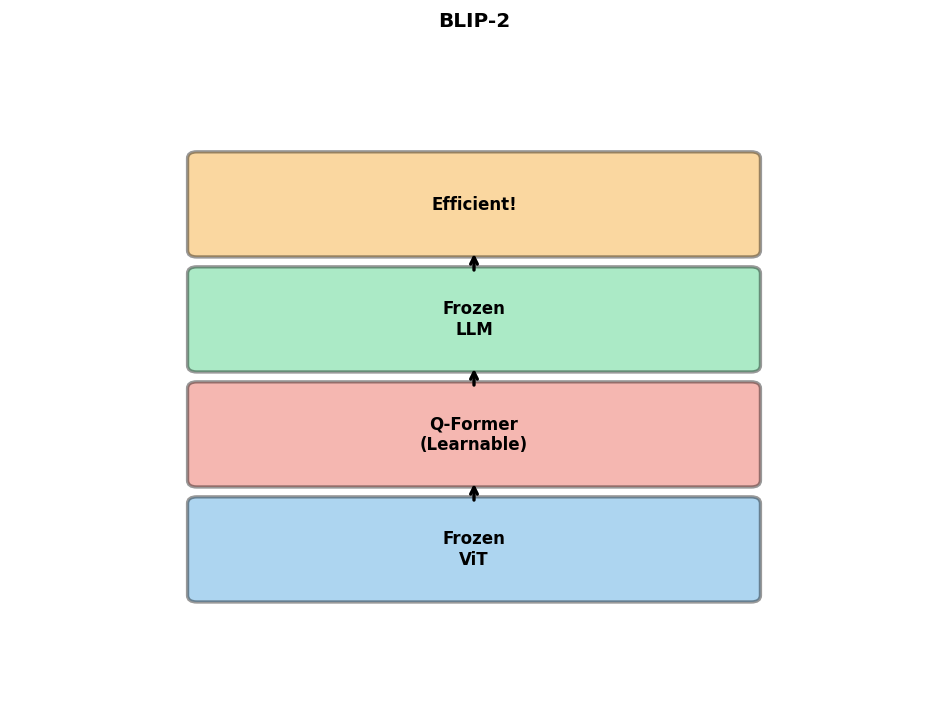 BLIP-2
Efficient!
Frozen
LLM
Q-Former
(Learnable)
Frozen
ViT